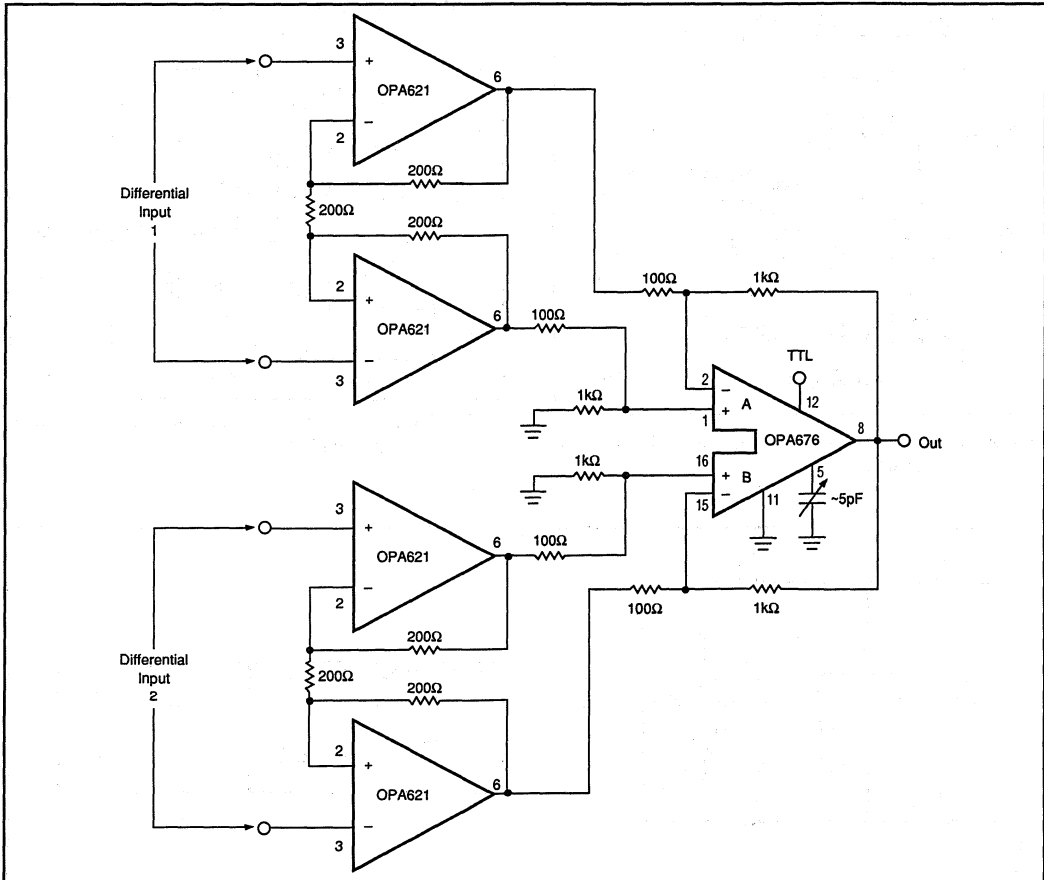 3
+
6
OPA621
−
2
200Ω
Differential
Input
1
200Ω
200Ω
2
+
6
100Ω
OPA621
−
3
100Ω
1kΩ
TTL
2
−
A
12
1kΩ
+
1
8
OPA676
Out
1kΩ
16
+
5
B
15
−
11
~5pF
3
+
6
100Ω
OPA621
−
2
100Ω
1kΩ
200Ω
Differential
Input
2
200Ω
200Ω
2
+
6
OPA621
−
3